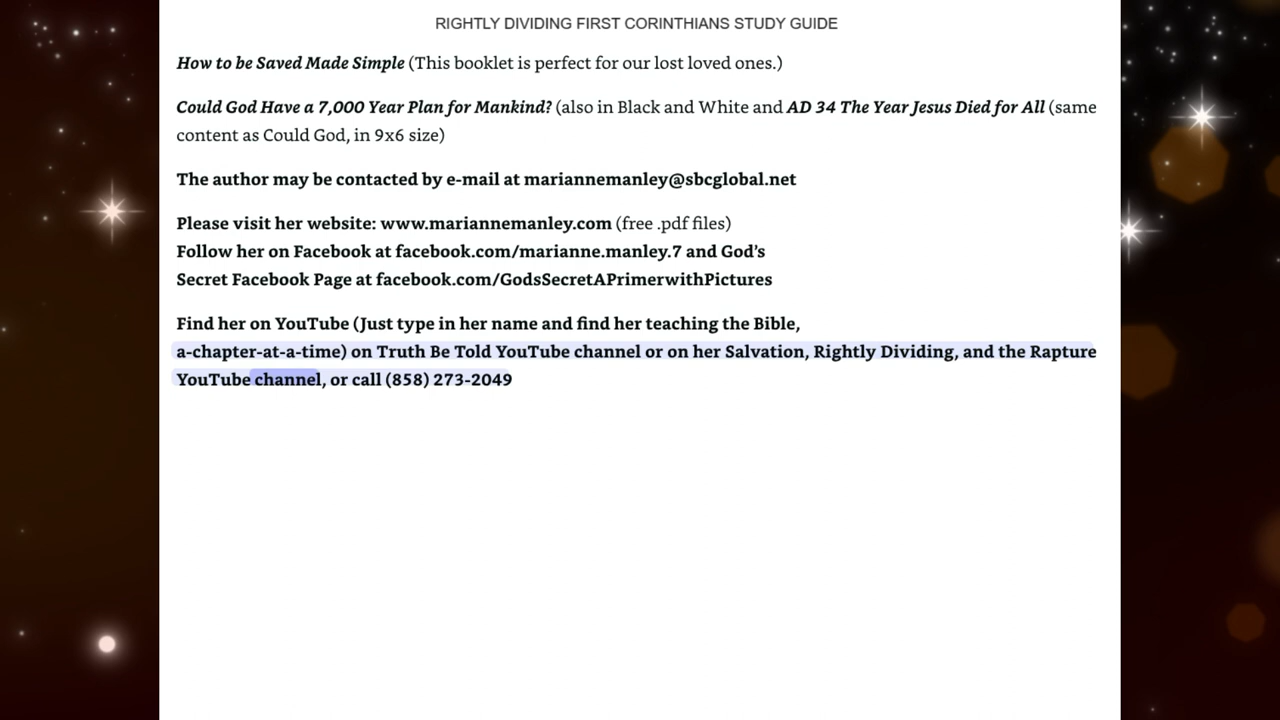 RIGHTLY DIVIDING FIRST CORINTHIANS STUDY GUIDE
How to be Saved Made Simple (This booklet is perfect for our lost loved ones.)
Could God Have a 7,000 Year Plan for Mankind? (also in Black and White and AD 34 The Year Jesus Died for All (same
content as Could God, in 9x6 size)
The author may be contacted by e-mail at mariannemanley@sbcglobal.net
Please visit her website: www.mariannemanley.com (free .pdf files)
Follow her on Facebook at facebook.com/marianne.manley.7 and God’s
Secret Facebook Page at facebook.com/GodsSecretAPrimerwithPictures
Find her on YouTube (Just type in her name and find her teaching the Bible,
a-chapter-at-a-time) on Truth Be Told YouTube channel or on her Salvation, Rightly Dividing, and the Rapture
YouTube channel, or call (858) 273-2049